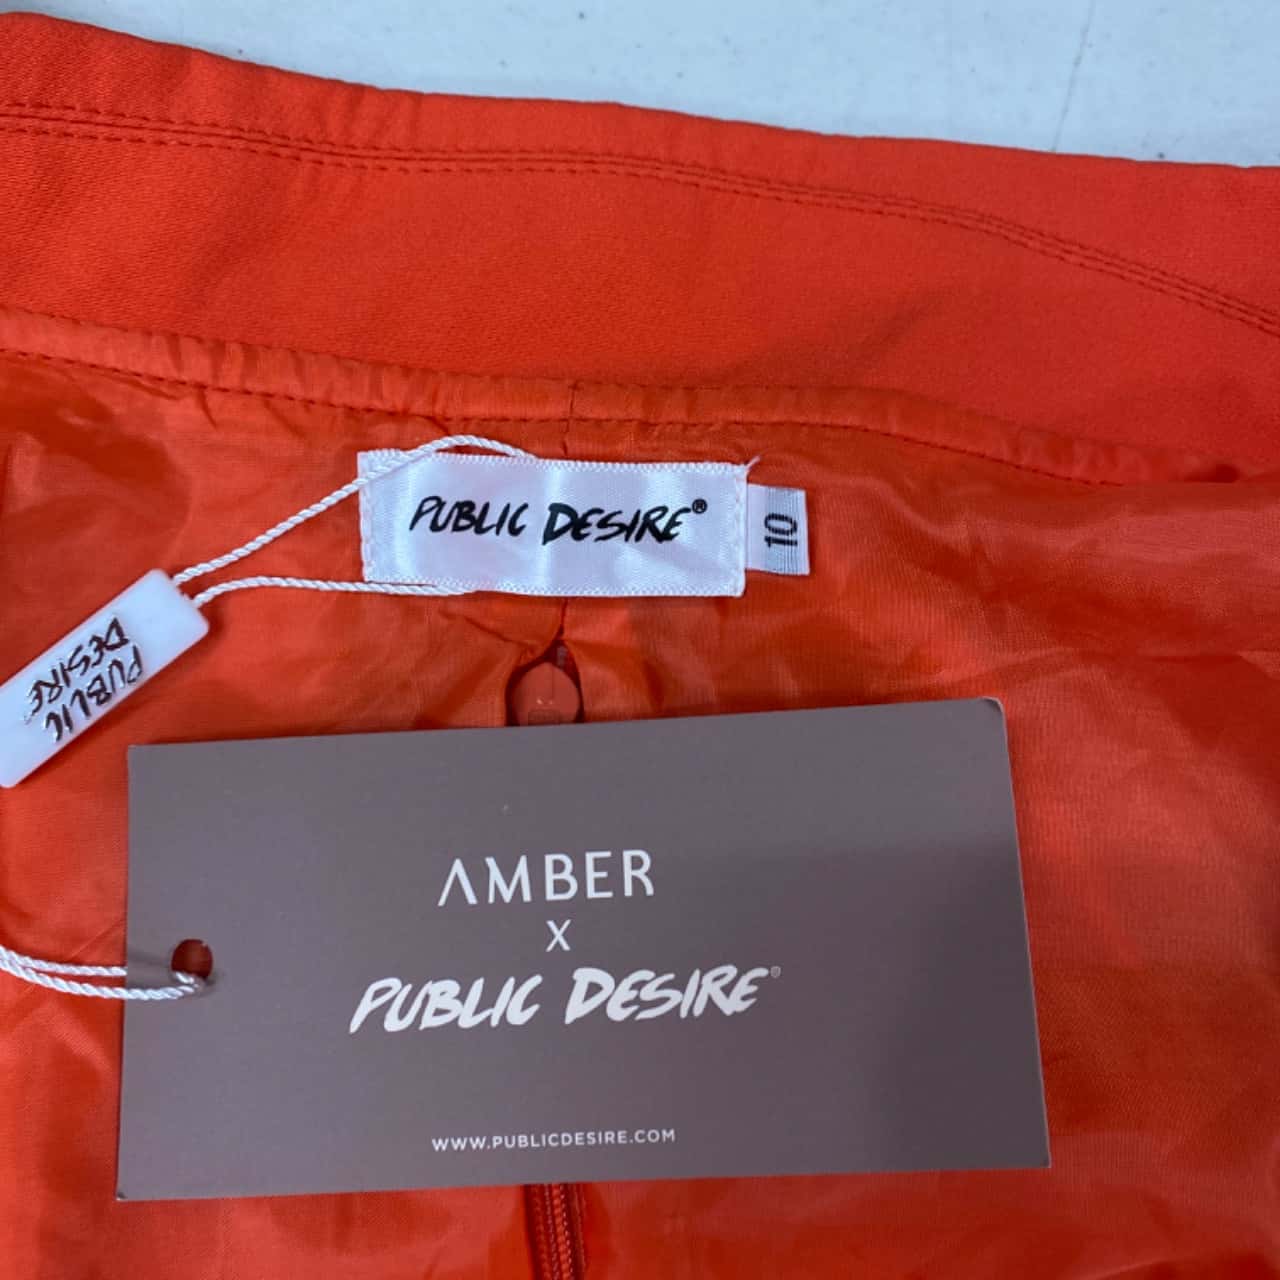 PUBLIC DESIRE®
10
PUBLIC
DESIRE
AMBER
X
PUBLIC DESIRE®
WWW.PUBLICDESIRE.COM